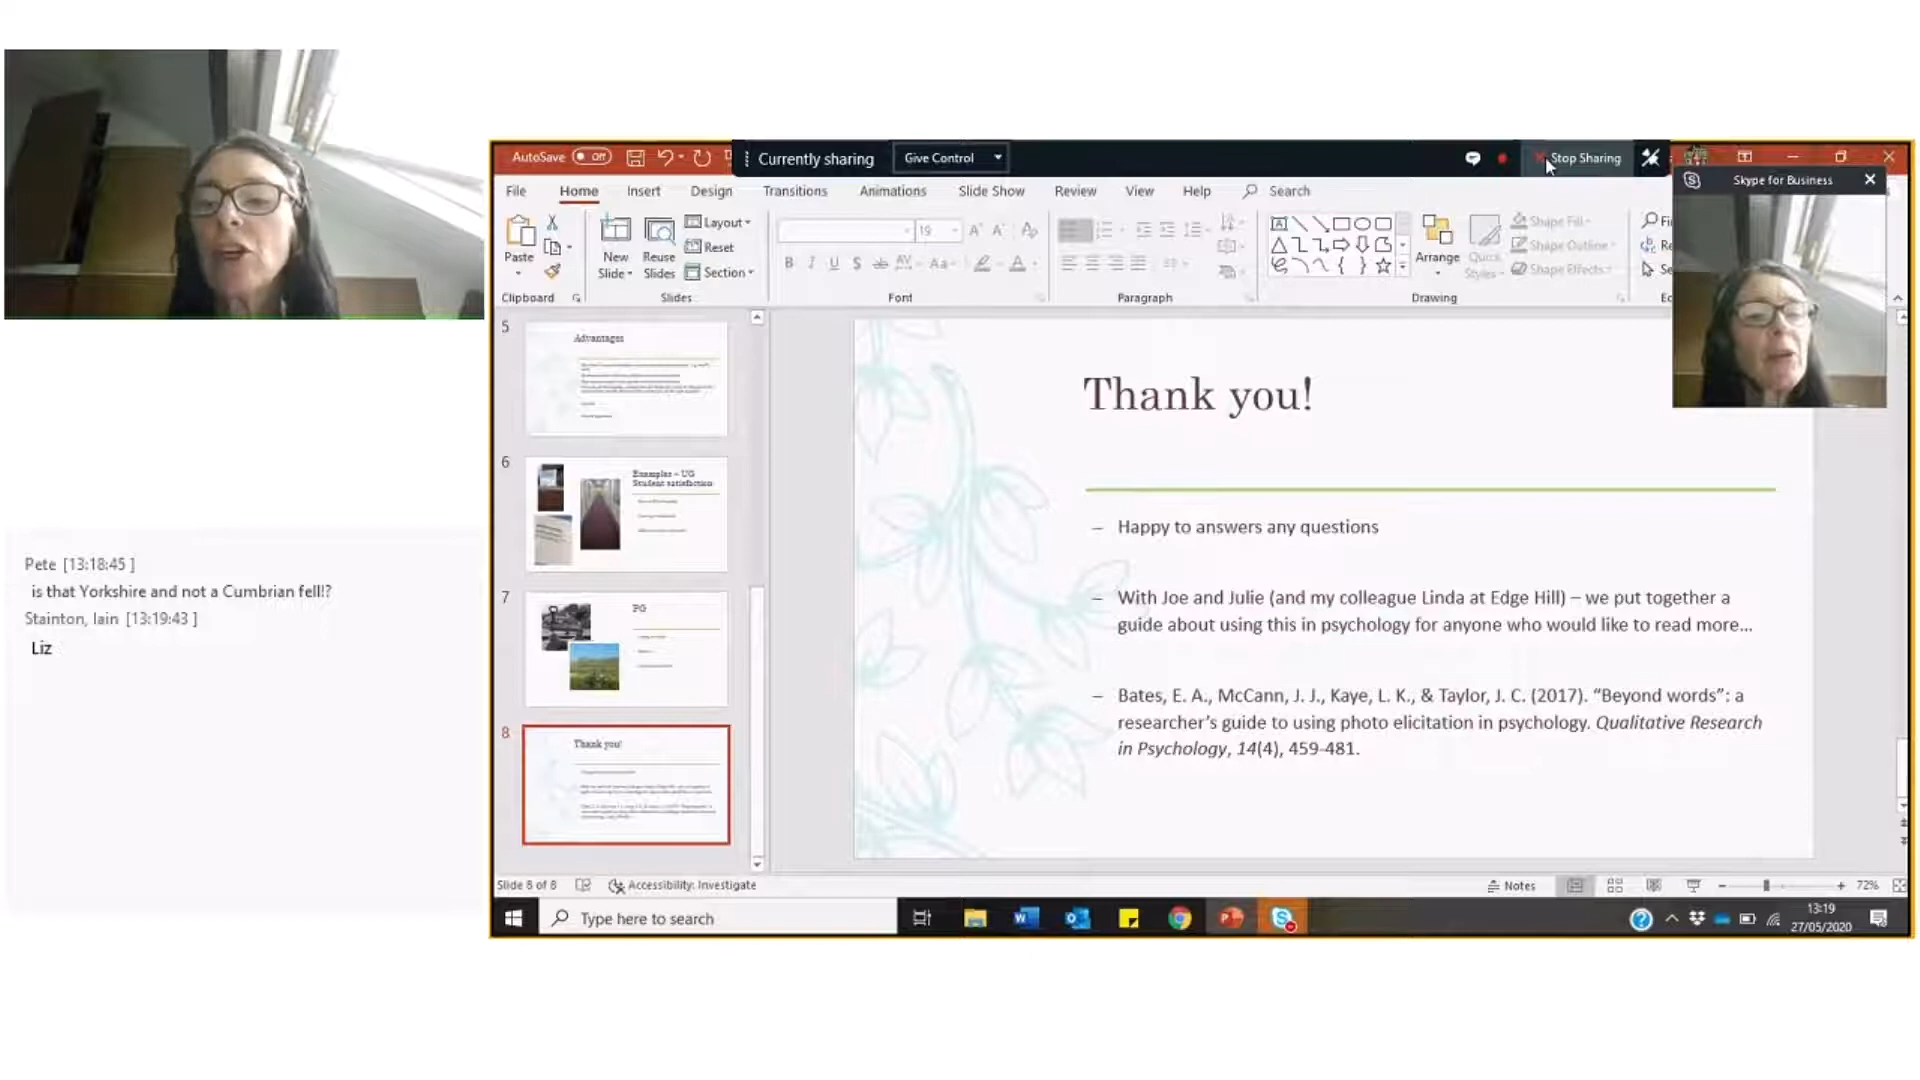 AutoSave Off
Currently sharing
Give Control
Stop Sharing
Skype for Business
File Home Insert Design Transitions Animations Slide Show Review View Help Search
Paste
New
Slide
Reuse
Slides
Layout
Reset
Section
19
Arrange
Quick
Styles
Shape Fill
Shape Outline
Shape Effects
Clipboard
Slides
Font
Paragraph
Drawing
5
Advantages
6
Examples – UG
Student satisfaction
7
PG
8
Thank you!
Thank you!
– Happy to answers any questions
– With Joe and Julie (and my colleague Linda at Edge Hill) – we put together a
guide about using this in psychology for anyone who would like to read more...
– Bates, E. A., McCann, J. J., Kaye, L. K., & Taylor, J. C. (2017). “Beyond words”: a
researcher’s guide to using photo elicitation in psychology. Qualitative Research
in Psychology, 14(4), 459-481.
Pete [13:18:45 ]
is that Yorkshire and not a Cumbrian fell!?
Stainton, Iain [13:19:43 ]
Liz
Slide 8 of 8
Accessibility: Investigate
Notes
72%
Type here to search
13:19
27/05/2020